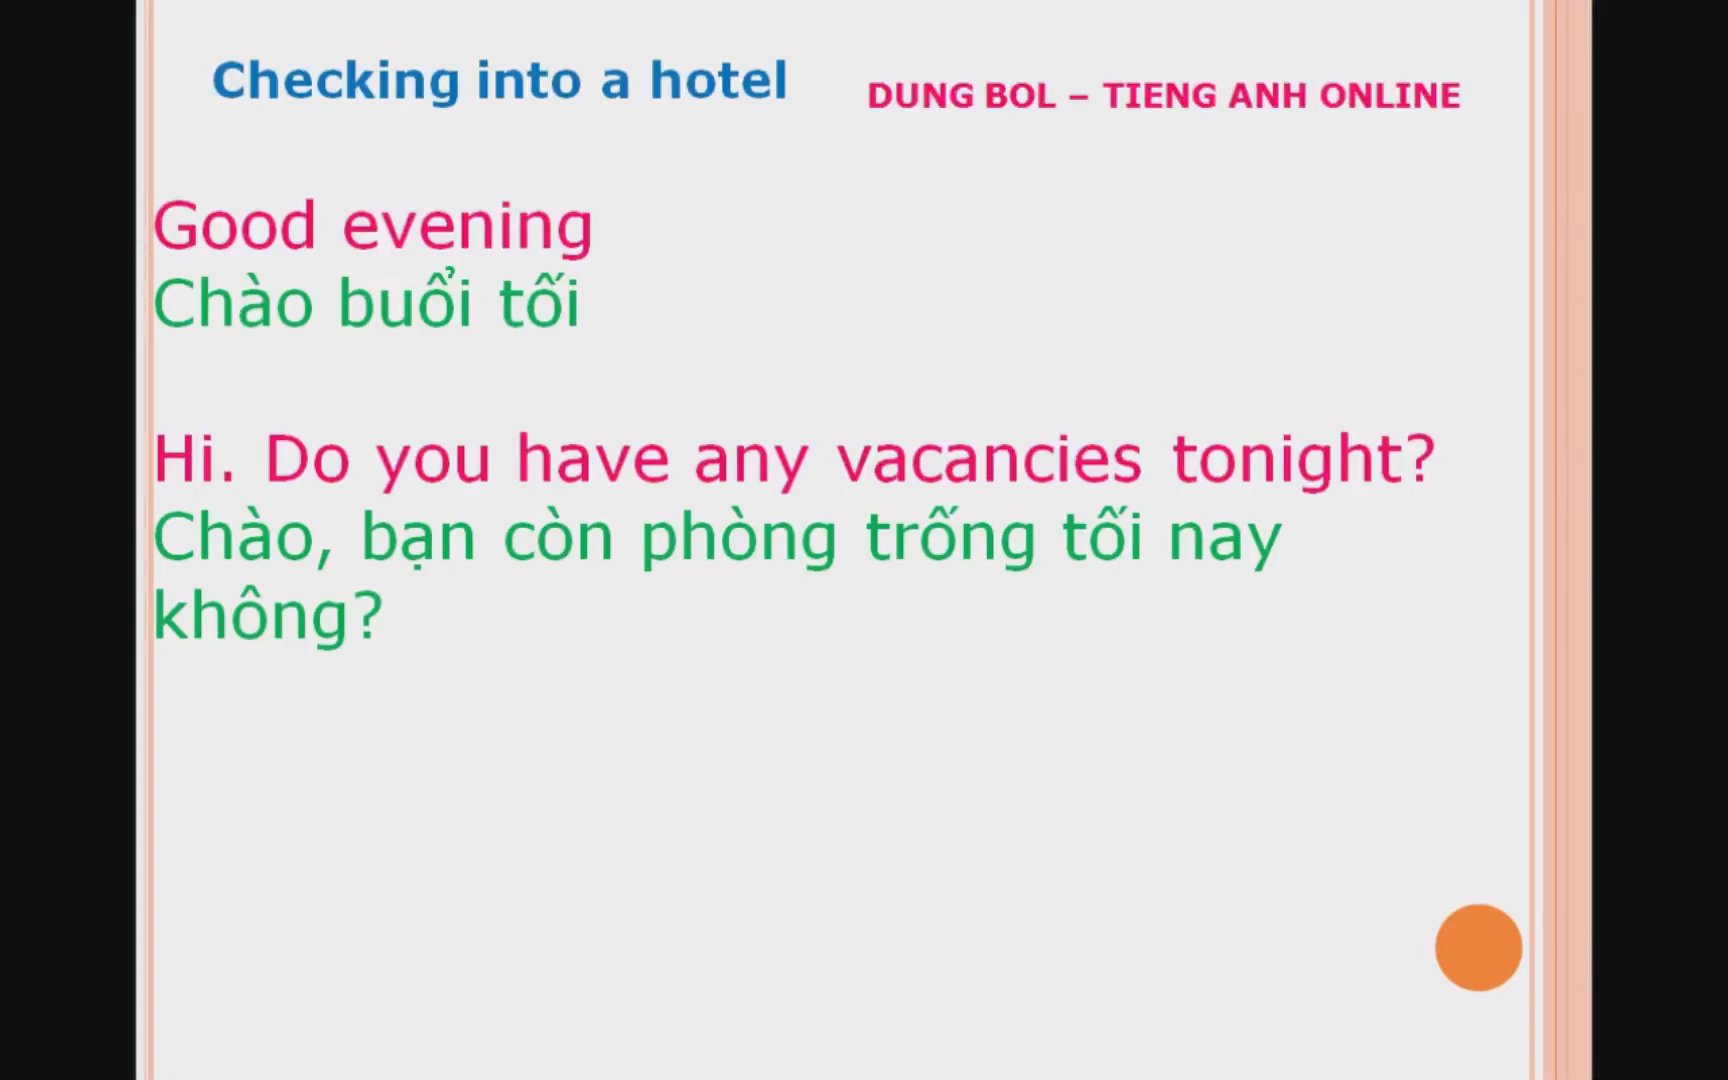 Checking into a hotel
DUNG BOL – TIENG ANH ONLINE
Good evening
Chào buổi tối
Hi. Do you have any vacancies tonight?
Chào, bạn còn phòng trống tối nay
không?